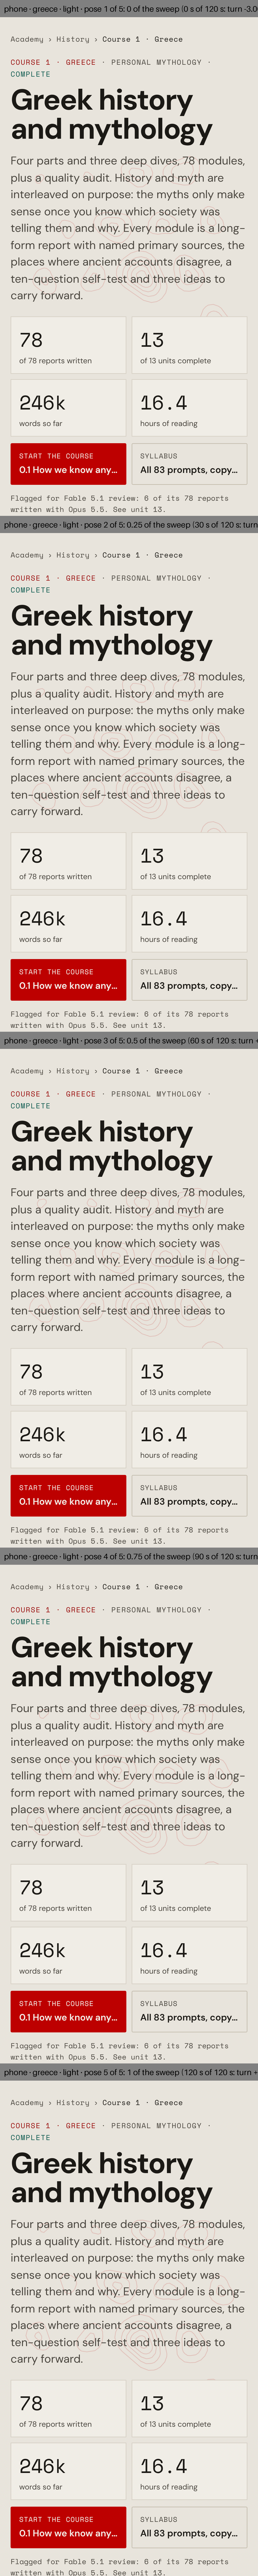 phone · greece · light · pose 1 of 5: 0 of the sweep (0 s of 120 s: turn -3.0
Academy › History › Course 1 · Greece
COURSE 1 · GREECE · PERSONAL MYTHOLOGY ·
COMPLETE
Greek history
and mythology
Four parts and three deep dives, 78 modules,
plus a quality audit. History and myth are
interleaved on purpose: the myths only make
sense once you know which society was
telling them and why. Every module is a long-
form report with named primary sources, the
places where ancient accounts disagree, a
ten-question self-test and three ideas to
carry forward.
78
of 78 reports written
13
of 13 units complete
246k
words so far
16.4
hours of reading
START THE COURSE
0.1 How we know any...
SYLLABUS
All 83 prompts, copy...
Flagged for Fable 5.1 review: 6 of its 78 reports
written with Opus 5.5. See unit 13.
phone · greece · light · pose 2 of 5: 0.25 of the sweep (30 s of 120 s: turn
Academy › History › Course 1 · Greece
COURSE 1 · GREECE · PERSONAL MYTHOLOGY ·
COMPLETE
Greek history
and mythology
Four parts and three deep dives, 78 modules,
plus a quality audit. History and myth are
interleaved on purpose: the myths only make
sense once you know which society was
telling them and why. Every module is a long-
form report with named primary sources, the
places where ancient accounts disagree, a
ten-question self-test and three ideas to
carry forward.
78
of 78 reports written
13
of 13 units complete
246k
words so far
16.4
hours of reading
START THE COURSE
0.1 How we know any...
SYLLABUS
All 83 prompts, copy...
Flagged for Fable 5.1 review: 6 of its 78 reports
written with Opus 5.5. See unit 13.
phone · greece · light · pose 3 of 5: 0.5 of the sweep (60 s of 120 s: turn +
Academy › History › Course 1 · Greece
COURSE 1 · GREECE · PERSONAL MYTHOLOGY ·
COMPLETE
Greek history
and mythology
Four parts and three deep dives, 78 modules,
plus a quality audit. History and myth are
interleaved on purpose: the myths only make
sense once you know which society was
telling them and why. Every module is a long-
form report with named primary sources, the
places where ancient accounts disagree, a
ten-question self-test and three ideas to
carry forward.
78
of 78 reports written
13
of 13 units complete
246k
words so far
16.4
hours of reading
START THE COURSE
0.1 How we know any...
SYLLABUS
All 83 prompts, copy...
Flagged for Fable 5.1 review: 6 of its 78 reports
written with Opus 5.5. See unit 13.
phone · greece · light · pose 4 of 5: 0.75 of the sweep (90 s of 120 s: turn
Academy › History › Course 1 · Greece
COURSE 1 · GREECE · PERSONAL MYTHOLOGY ·
COMPLETE
Greek history
and mythology
Four parts and three deep dives, 78 modules,
plus a quality audit. History and myth are
interleaved on purpose: the myths only make
sense once you know which society was
telling them and why. Every module is a long-
form report with named primary sources, the
places where ancient accounts disagree, a
ten-question self-test and three ideas to
carry forward.
78
of 78 reports written
13
of 13 units complete
246k
words so far
16.4
hours of reading
START THE COURSE
0.1 How we know any...
SYLLABUS
All 83 prompts, copy...
Flagged for Fable 5.1 review: 6 of its 78 reports
written with Opus 5.5. See unit 13.
phone · greece · light · pose 5 of 5: 1 of the sweep (120 s of 120 s: turn +
Academy › History › Course 1 · Greece
COURSE 1 · GREECE · PERSONAL MYTHOLOGY ·
COMPLETE
Greek history
and mythology
Four parts and three deep dives, 78 modules,
plus a quality audit. History and myth are
interleaved on purpose: the myths only make
sense once you know which society was
telling them and why. Every module is a long-
form report with named primary sources, the
places where ancient accounts disagree, a
ten-question self-test and three ideas to
carry forward.
78
of 78 reports written
13
of 13 units complete
246k
words so far
16.4
hours of reading
START THE COURSE
0.1 How we know any...
SYLLABUS
All 83 prompts, copy...
Flagged for Fable 5.1 review: 6 of its 78 reports
written with Opus 5.5. See unit 13.